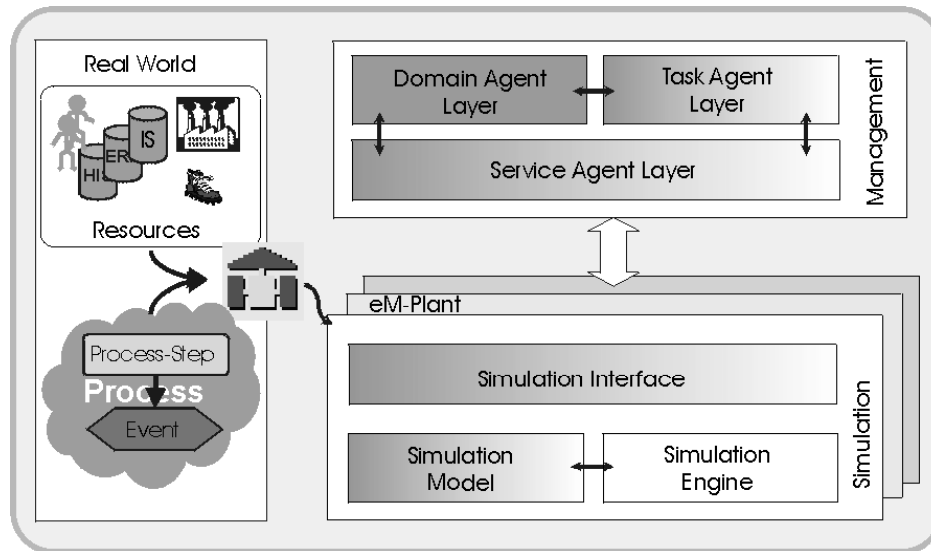 Real World
IS
ER
HIS
Resources
Process-Step
Process
Event
Domain Agent
Layer
Task Agent
Layer
Service Agent Layer
Management
eM-Plant
Simulation Interface
Simulation
Model
Simulation
Engine
Simulation